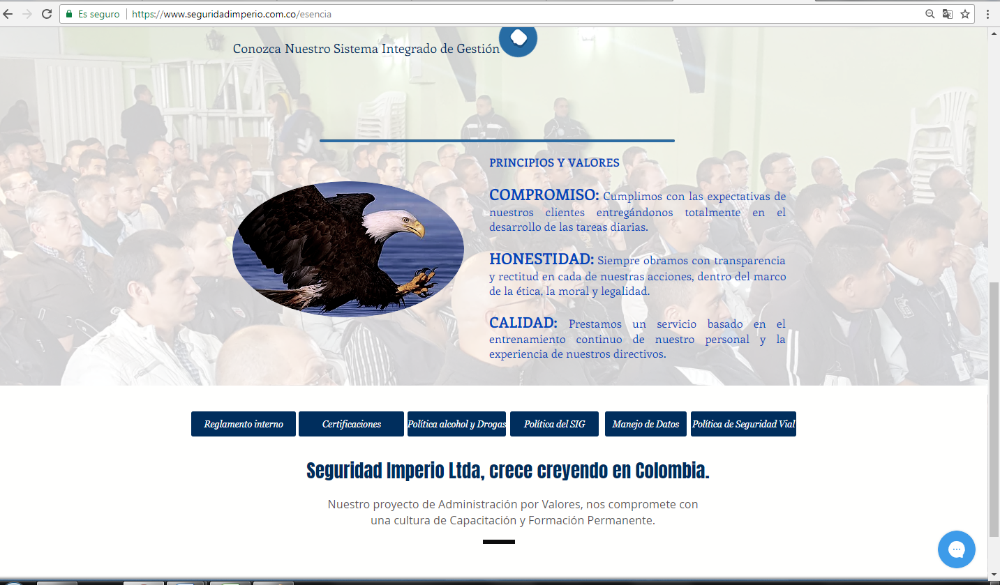 Es seguro https://www.seguridadimperio.com.co/esencia
Conozca Nuestro Sistema Integrado de Gestión
PRINCIPIOS Y VALORES
COMPROMISO: Cumplimos con las expectativas de
nuestros clientes entregándonos totalmente en el
desarrollo de las tareas diarias.
HONESTIDAD: Siempre obramos con transparencia
y rectitud en cada de nuestras acciones, dentro del marco
de la ética, la moral y legalidad.
CALIDAD: Prestamos un servicio basado en el
entrenamiento continuo de nuestro personal y la
experiencia de nuestros directivos.
Reglamento interno Certificaciones Política alcohol y Drogas Política del SIG Manejo de Datos Política de Seguridad Vial
Seguridad Imperio Ltda, crece creyendo en Colombia.
Nuestro proyecto de Administración por Valores, nos compromete con
una cultura de Capacitación y Formación Permanente.